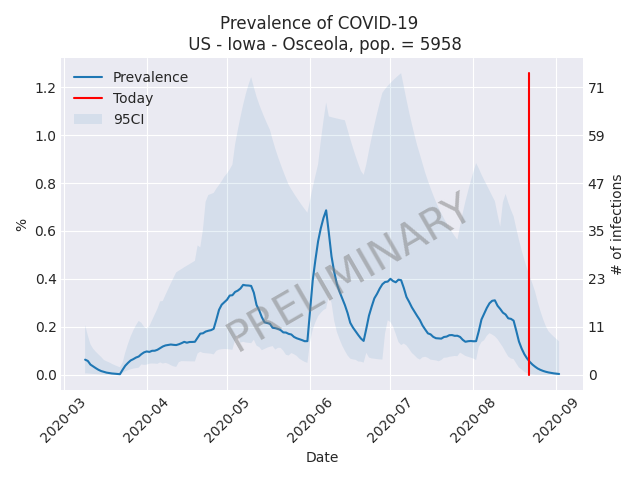 Prevalence of COVID-19
US - Iowa - Osceola, pop. = 5958
Prevalence
Today
95CI
1.2
1.0
0.8
0.6
0.4
0.2
0.0
%
71
59
47
35
23
11
0
# of infections
PRELIMINARY
2020-03
2020-04
2020-05
2020-06
2020-07
2020-08
2020-09
Date